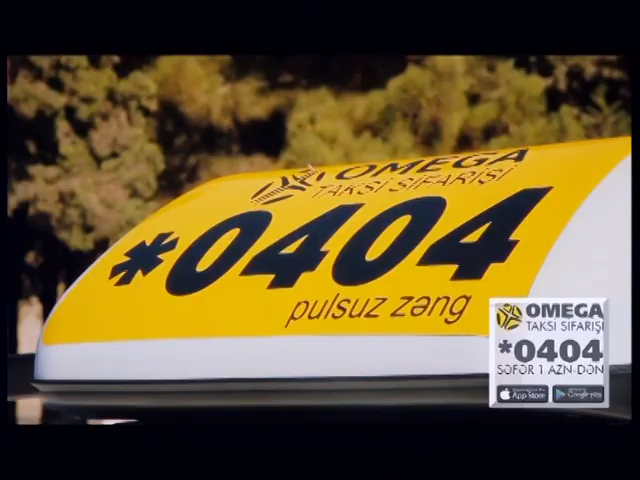 OMEGA
TAKSİ SİFARİŞİ
*0404
pulsuz zəng
OMEGA
TAKSİ SİFARİŞİ
*0404
SƏFƏR 1 AZN-DƏN
App Store
Google play